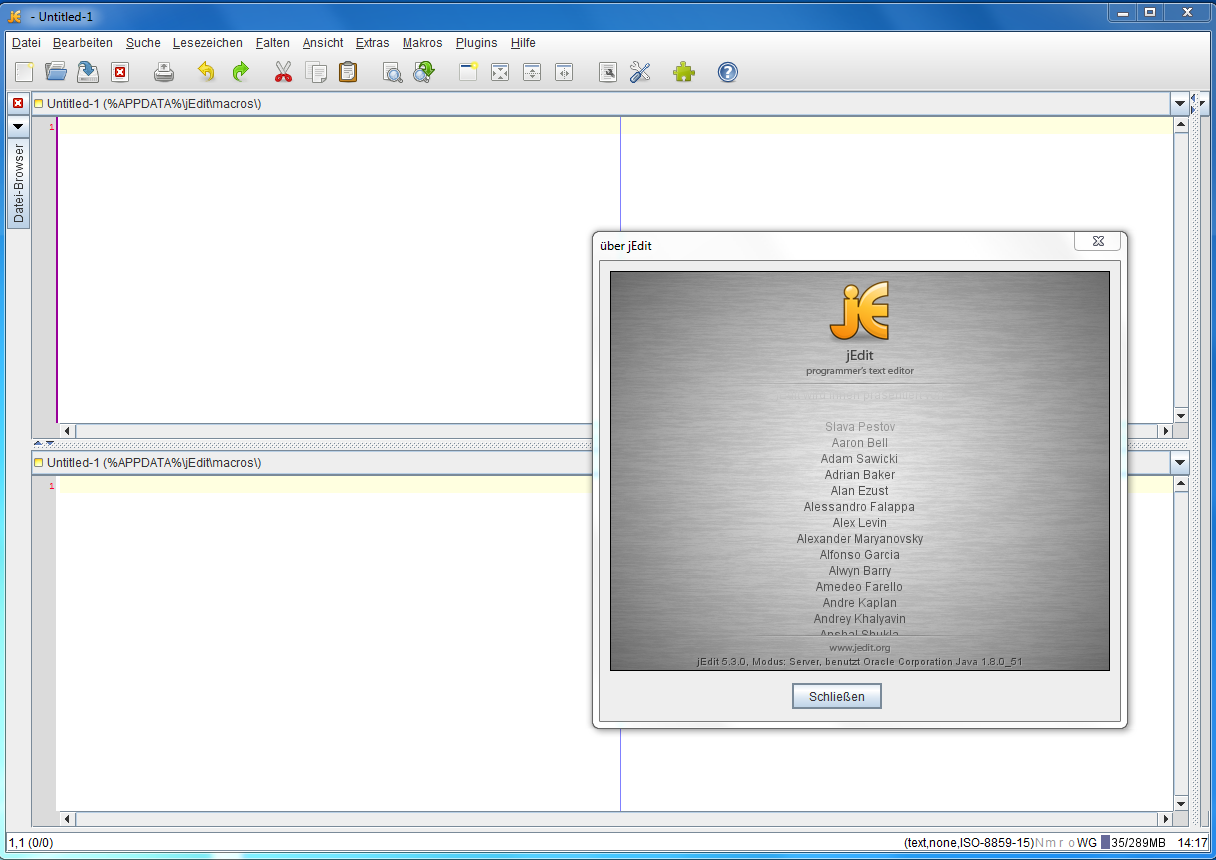 - Untitled-1
Datei Bearbeiten Suche Lesezeichen Falten Ansicht Extras Makros Plugins Hilfe
Untitled-1 (%APPDATA%\jEdit\macros\)
1
Datei-Browser
über jEdit
jEdit
programmer's text editor
Slava Pestov
Aaron Bell
Adam Sawicki
Adrian Baker
Alan Ezust
Alessandro Falappa
Alex Levin
Alexander Maryanovsky
Alfonso Garcia
Alwyn Barry
Amedeo Farello
Andre Kaplan
Andrey Khalyavin
Anshal Shukla
www.jedit.org
jEdit 5.3.0, Modus: Server, benutzt Oracle Corporation Java 1.8.0_51
Schließen
Untitled-1 (%APPDATA%\jEdit\macros\)
1
1,1 (0/0) (text,none,ISO-8859-15)Nm r oWG 35/289MB 14:17